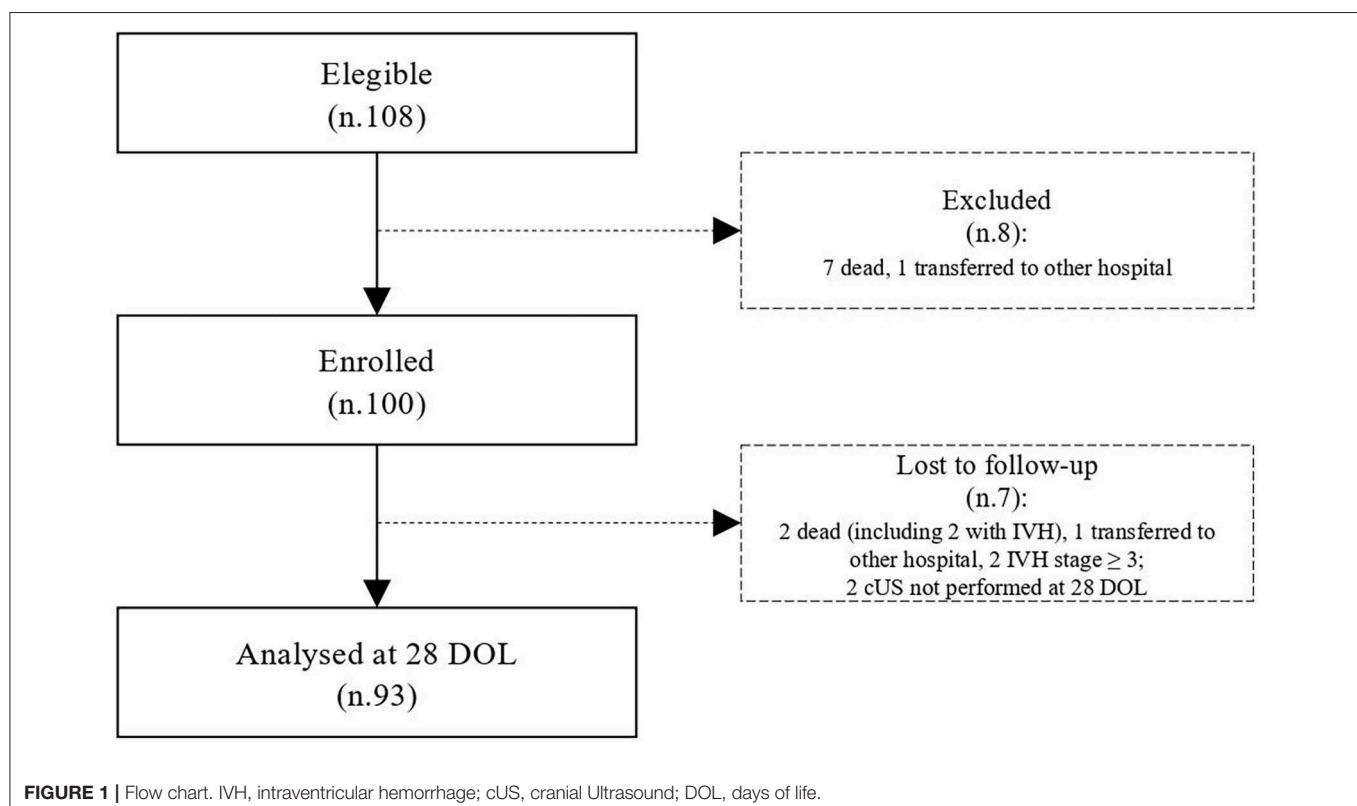 Elegible
(n.108)
Excluded
(n.8):
7 dead, 1 transferred to other hospital
Enrolled
(n.100)
Lost to follow-up
(n.7):
2 dead (including 2 with IVH), 1 transferred to
other hospital, 2 IVH stage ≥ 3;
2 cUS not performed at 28 DOL
Analysed at 28 DOL
(n.93)
FIGURE 1 | Flow chart. IVH, intraventricular hemorrhage; cUS, cranial Ultrasound; DOL, days of life.